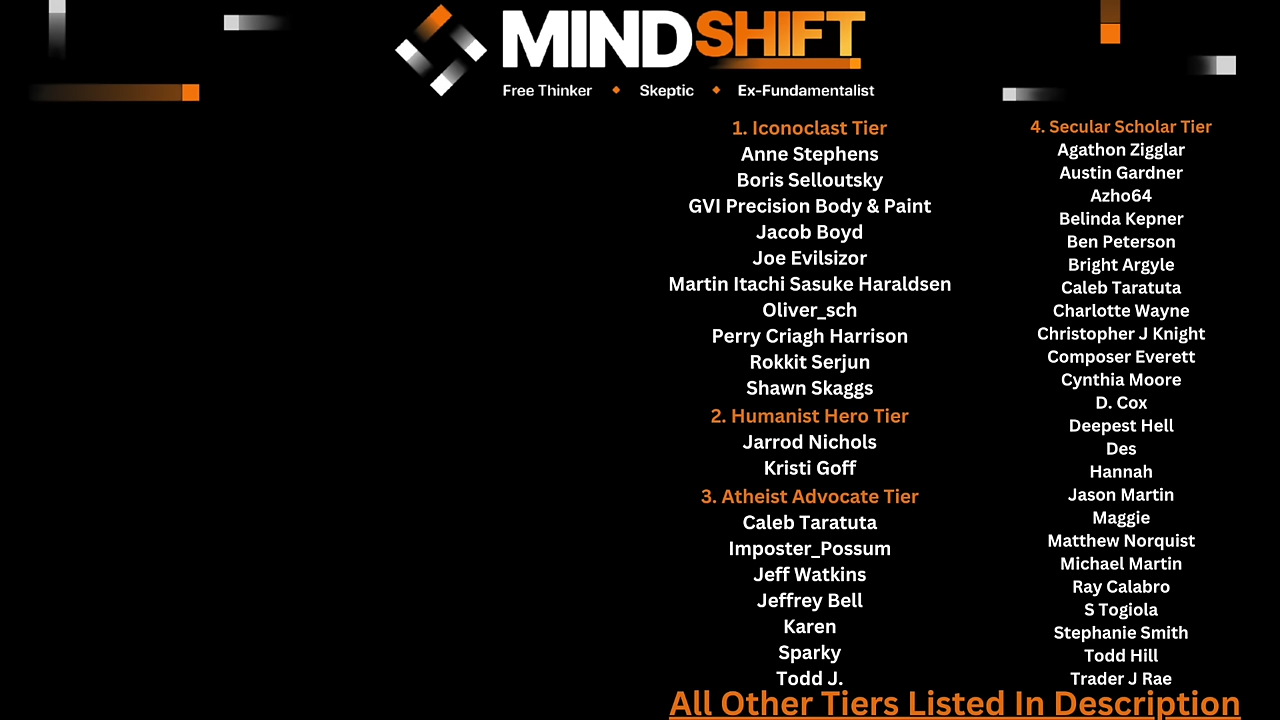 MINDSHIFT
Free Thinker ◆ Skeptic ◆ Ex-Fundamentalist
1. Iconoclast Tier
Anne Stephens
Boris Selloutsky
GVI Precision Body & Paint
Jacob Boyd
Joe Evilsizor
Martin Itachi Sasuke Haraldsen
Oliver_sch
Perry Criagh Harrison
Rokkit Serjun
Shawn Skaggs
2. Humanist Hero Tier
Jarrod Nichols
Kristi Goff
3. Atheist Advocate Tier
Caleb Taratuta
Imposter_Possum
Jeff Watkins
Jeffrey Bell
Karen
Sparky
Todd J.
4. Secular Scholar Tier
Agathon Zigglar
Austin Gardner
Azho64
Belinda Kepner
Ben Peterson
Bright Argyle
Caleb Taratuta
Charlotte Wayne
Christopher J Knight
Composer Everett
Cynthia Moore
D. Cox
Deepest Hell
Des
Hannah
Jason Martin
Maggie
Matthew Norquist
Michael Martin
Ray Calabro
S Togiola
Stephanie Smith
Todd Hill
Trader J Rae
All Other Tiers Listed In Description